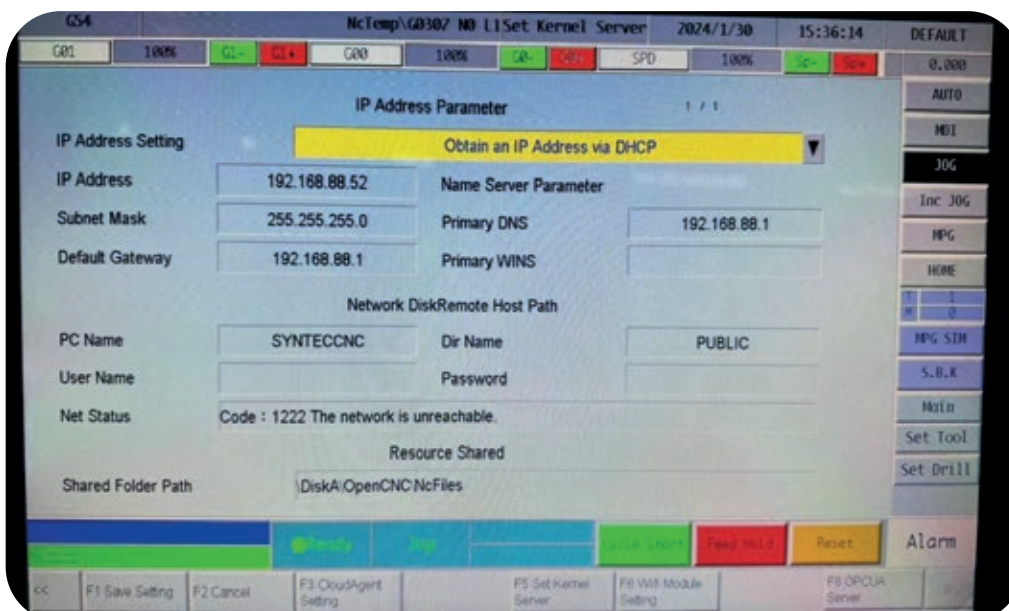 G54 NcTemp\G0307 N0 L1Set Kernel Server 2024/1/30 15:36:14 DEFAULT
G01 100% G1- G1+ G00 100% G0- G0+ SPD 100% Sp- Sp+ 0.000
IP Address Parameter 1 / 1 AUTO
IP Address Setting Obtain an IP Address via DHCP MDI
JOG
IP Address 192.168.88.52 Name Server Parameter
Inc JOG
Subnet Mask 255.255.255.0 Primary DNS 192.168.88.1
MPG
Default Gateway 192.168.88.1 Primary WINS
HOME
Network DiskRemote Host Path
T 1
M 0
PC Name SYNTECCNC Dir Name PUBLIC MPG SIM
User Name Password S.B.K
Net Status Code : 1222 The network is unreachable. Main
Set Tool
Resource Shared
Set Drill
Shared Folder Path \DiskA\OpenCNC\NcFiles
Ready Jog Cycle Start Feed Hold Reset Alarm
<< F1 Save Setting F2 Cancel F3 CloudAgent Setting F5 Set Kernel Server F6 Wifi Module Setting F8 OPCUA Server